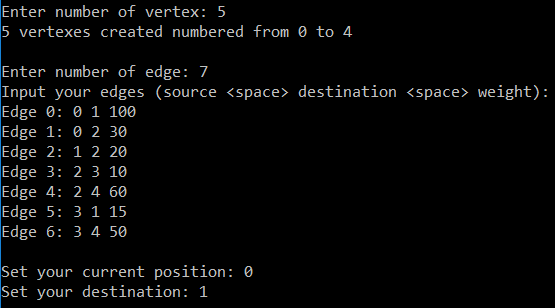 Enter number of vertex: 5
5 vertexes created numbered from 0 to 4
Enter number of edge: 7
Input your edges (source <space> destination <space> weight):
Edge 0: 0 1 100
Edge 1: 0 2 30
Edge 2: 1 2 20
Edge 3: 2 3 10
Edge 4: 2 4 60
Edge 5: 3 1 15
Edge 6: 3 4 50
Set your current position: 0
Set your destination: 1